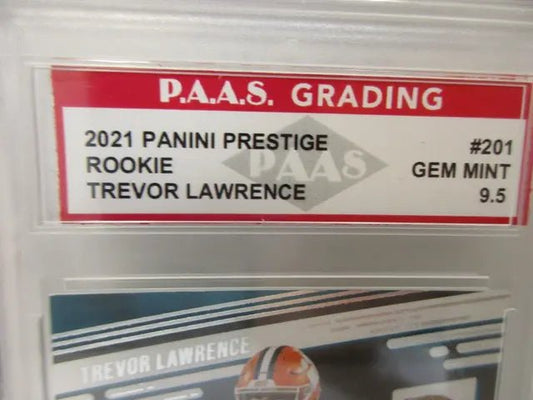 P.A.A.S. GRADING
2021 PANINI PRESTIGE #201
ROOKIE GEM MINT
TREVOR LAWRENCE 9.5
PAAS
TREVOR LAWRENCE